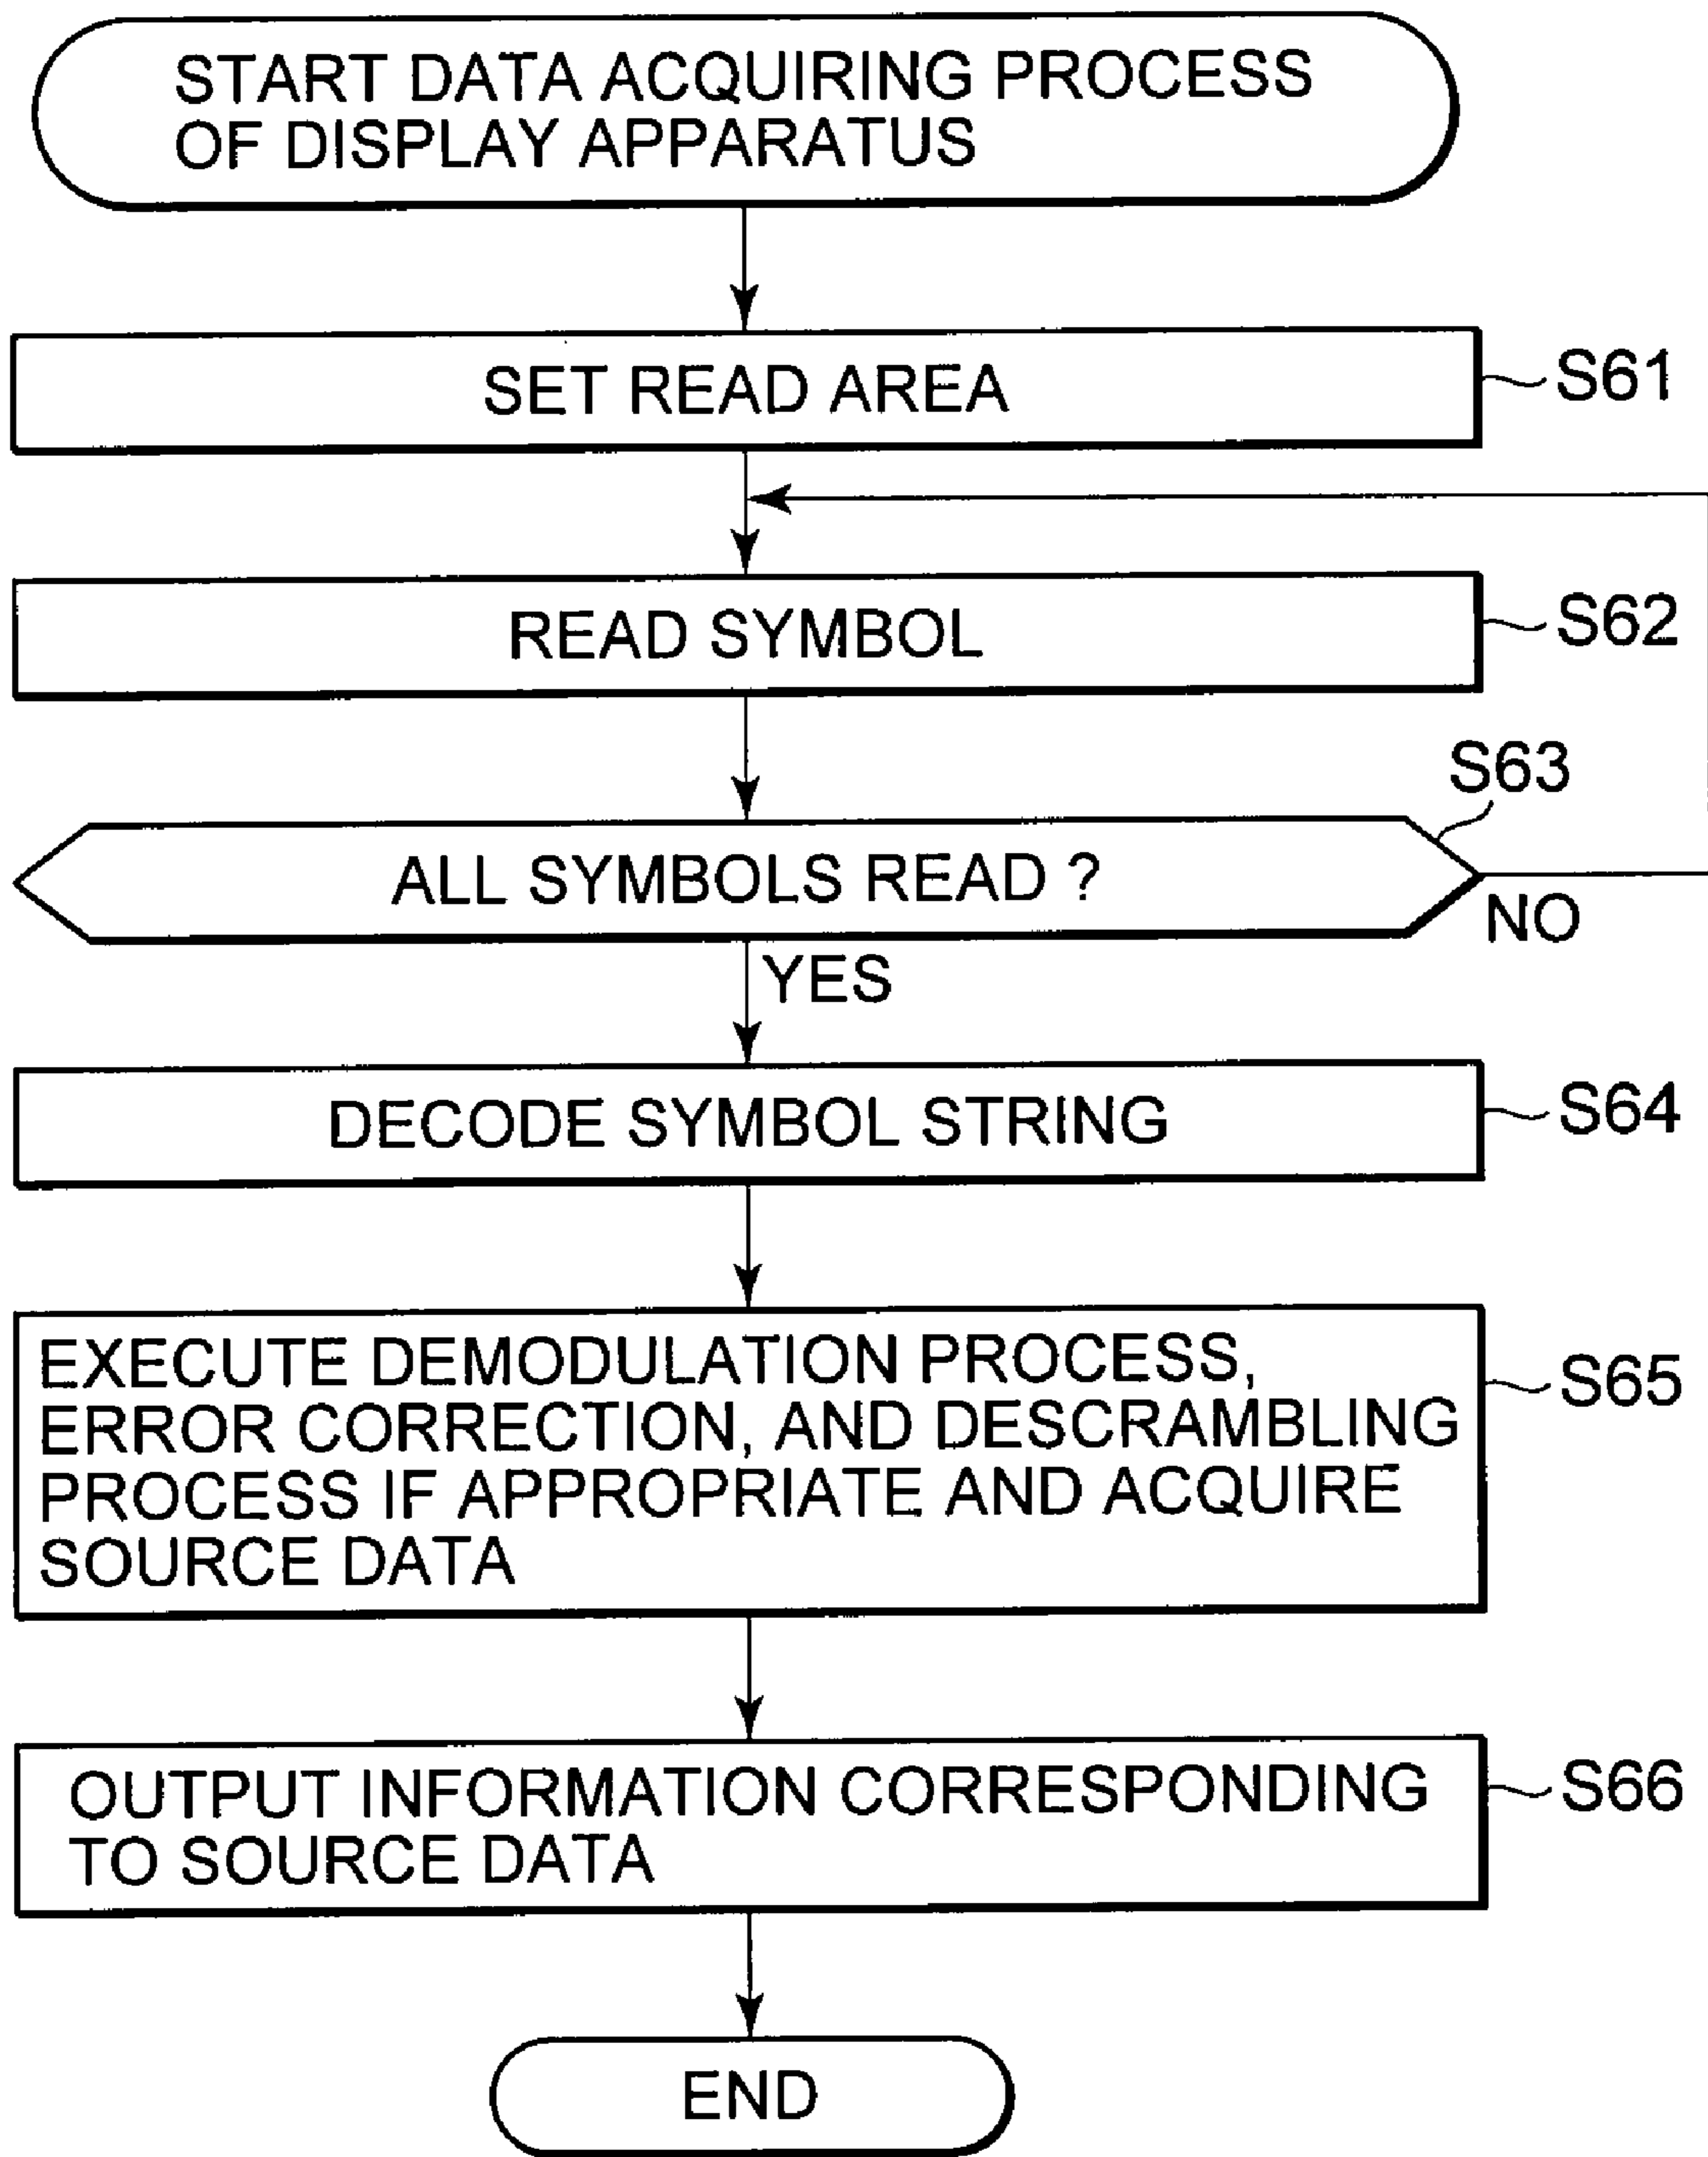 START DATA ACQUIRING PROCESS
OF DISPLAY APPARATUS
SET READ AREA
S61
READ SYMBOL
S62
S63
ALL SYMBOLS READ ?
NO
YES
DECODE SYMBOL STRING
S64
EXECUTE DEMODULATION PROCESS,
ERROR CORRECTION, AND DESCRAMBLING
PROCESS IF APPROPRIATE AND ACQUIRE
SOURCE DATA
S65
OUTPUT INFORMATION CORRESPONDING
TO SOURCE DATA
S66
END